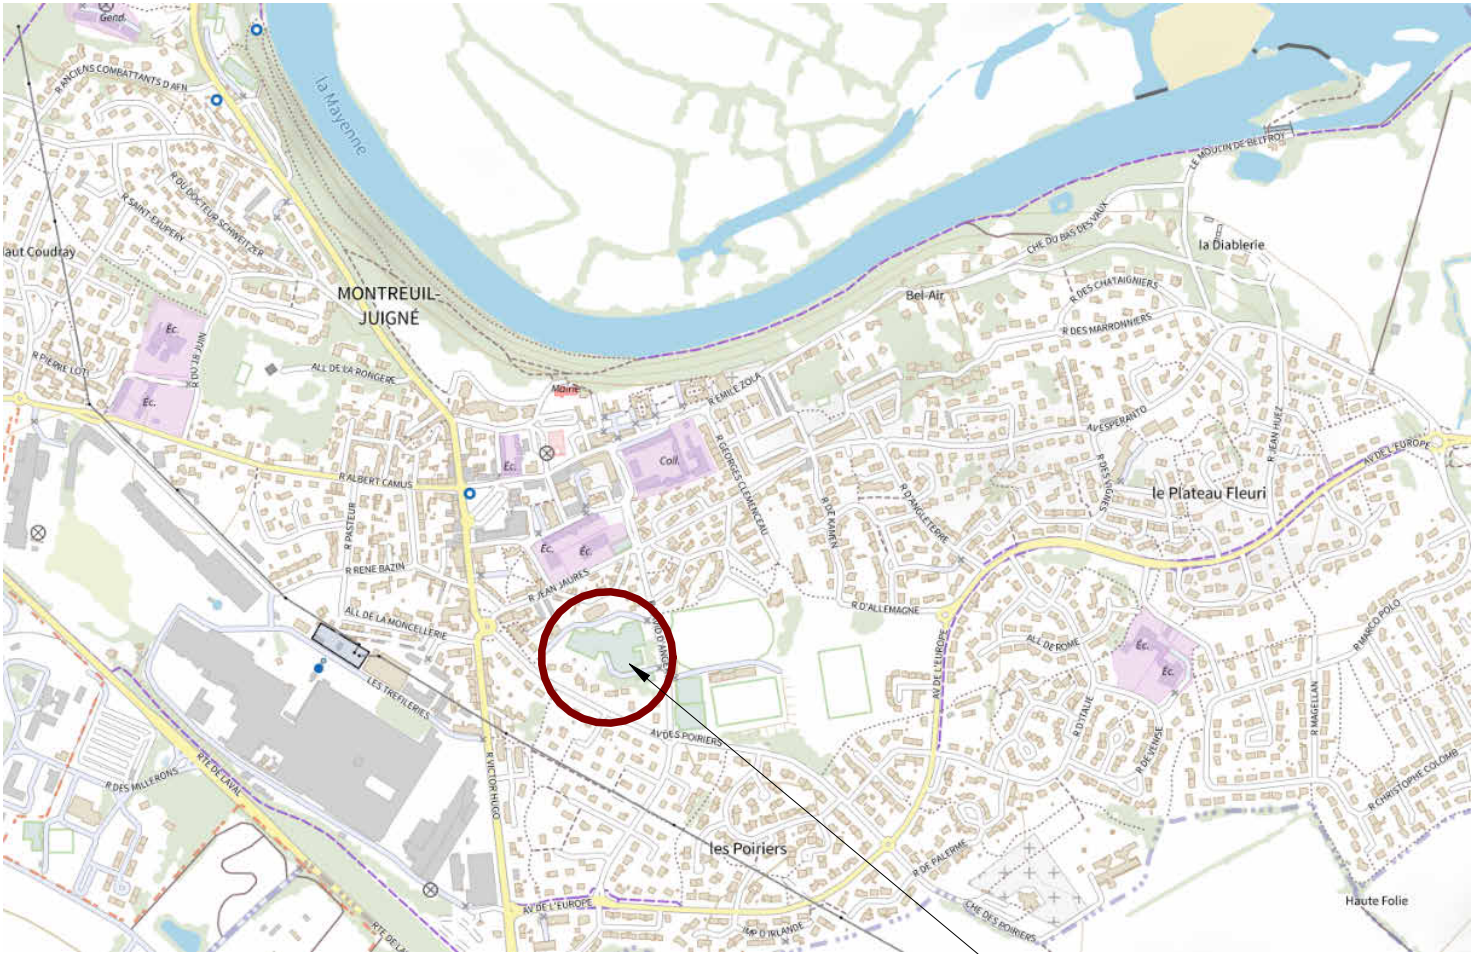 Gend.
R ANCIENS COMBATTANTS D'AFN
la Mayenne
LE MOULIN DE BELFROY
R DU DOCTEUR SCHWEITZER
R SAINT-EXUPERY
CHE DU BAS DES VAUX
la Diablerie
aut Coudray
MONTREUIL-
JUIGNÉ
Bel-Air
R DES CHATAIGNIERS
R DES MARRONNIERS
Éc.
R DU 18 JUIN
R PIERRE LOTI
ALL DE LA RONGERE
Mairie
R EMILE ZOLA
Éc.
AV ESPERANTO
R JEAN HUEZ
R GEORGES CLEMENCEAU
Coll.
Éc.
AV DE L'EUROPE
R ALBERT CAMUS
R DES VIGNES
le Plateau Fleuri
R D'ANGLETERRE
R DE KAMEN
R PASTEUR
Éc.
Éc.
R RENE BAZIN
R JEAN JAURES
R D'ALLEMAGNE
ALL DE LA MONCELLERIE
R MARCO POLO
ALL DE ROME
Éc.
Éc.
AV DE L'EUROPE
LES TREFILERIES
R D'ITALIE
R MAGELLAN
AV DES POIRIERS
R DE VENISE
R VICTOR HUGO
RTE DE LAVAL
R DES MILLERONS
R CHRISTOPHE COLOMB
les Poiriers
R DE PALERME
Haute Folie
AV DE L'EUROPE
CHE DES POIRIERS
IMP D'IRLANDE
RTE DE LA